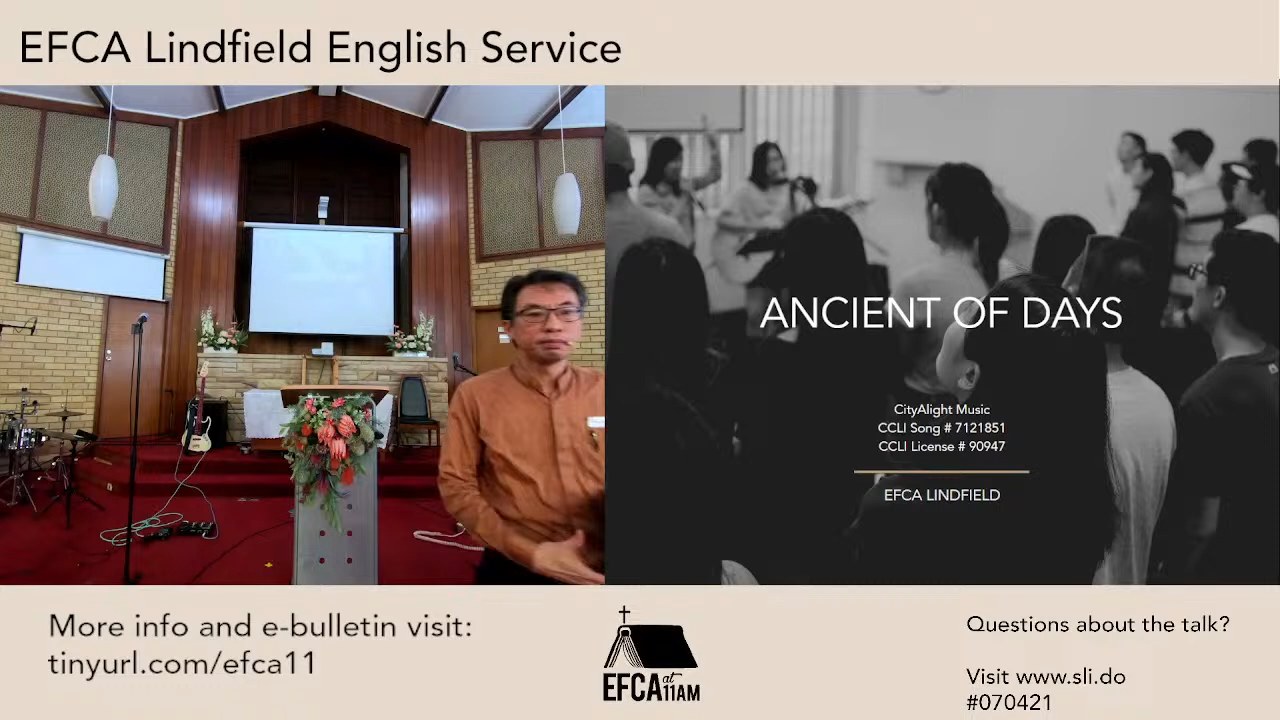 EFCA Lindfield English Service
ANCIENT OF DAYS
CityAlight Music
CCLI Song # 7121851
CCLI License # 90947
EFCA LINDFIELD
More info and e-bulletin visit:
tinyurl.com/efca11
EFCA at 11AM
Questions about the talk?
Visit www.sli.do
#070421